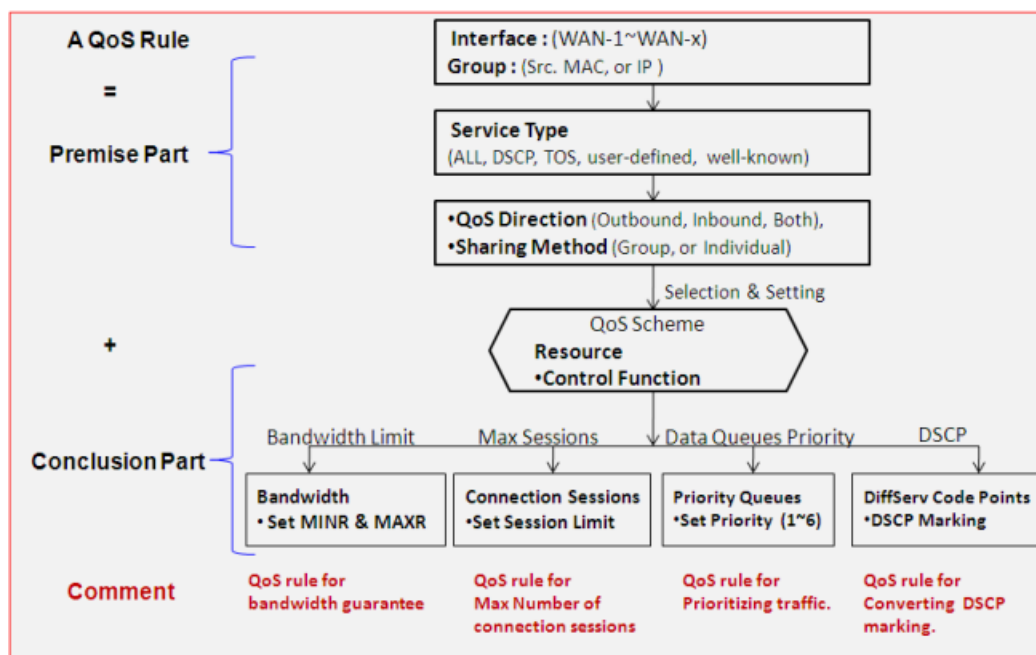 A QoS Rule
=
Premise Part
+
Conclusion Part
Interface : (WAN-1~WAN-x)
Group : (Src. MAC, or IP )
Service Type
(ALL, DSCP, TOS, user-defined, well-known)
•QoS Direction (Outbound, Inbound, Both),
•Sharing Method (Group, or Individual)
Selection & Setting
QoS Scheme
Resource
•Control Function
Bandwidth Limit
Max Sessions
Data Queues Priority
DSCP
Bandwidth
• Set MINR & MAXR
Connection Sessions
•Set Session Limit
Priority Queues
•Set Priority (1~6)
DiffServ Code Points
•DSCP Marking
Comment
QoS rule for
bandwidth guarantee
QoS rule for
Max Number of
connection sessions
QoS rule for
Prioritizing traffic.
QoS rule for
Converting DSCP
marking.